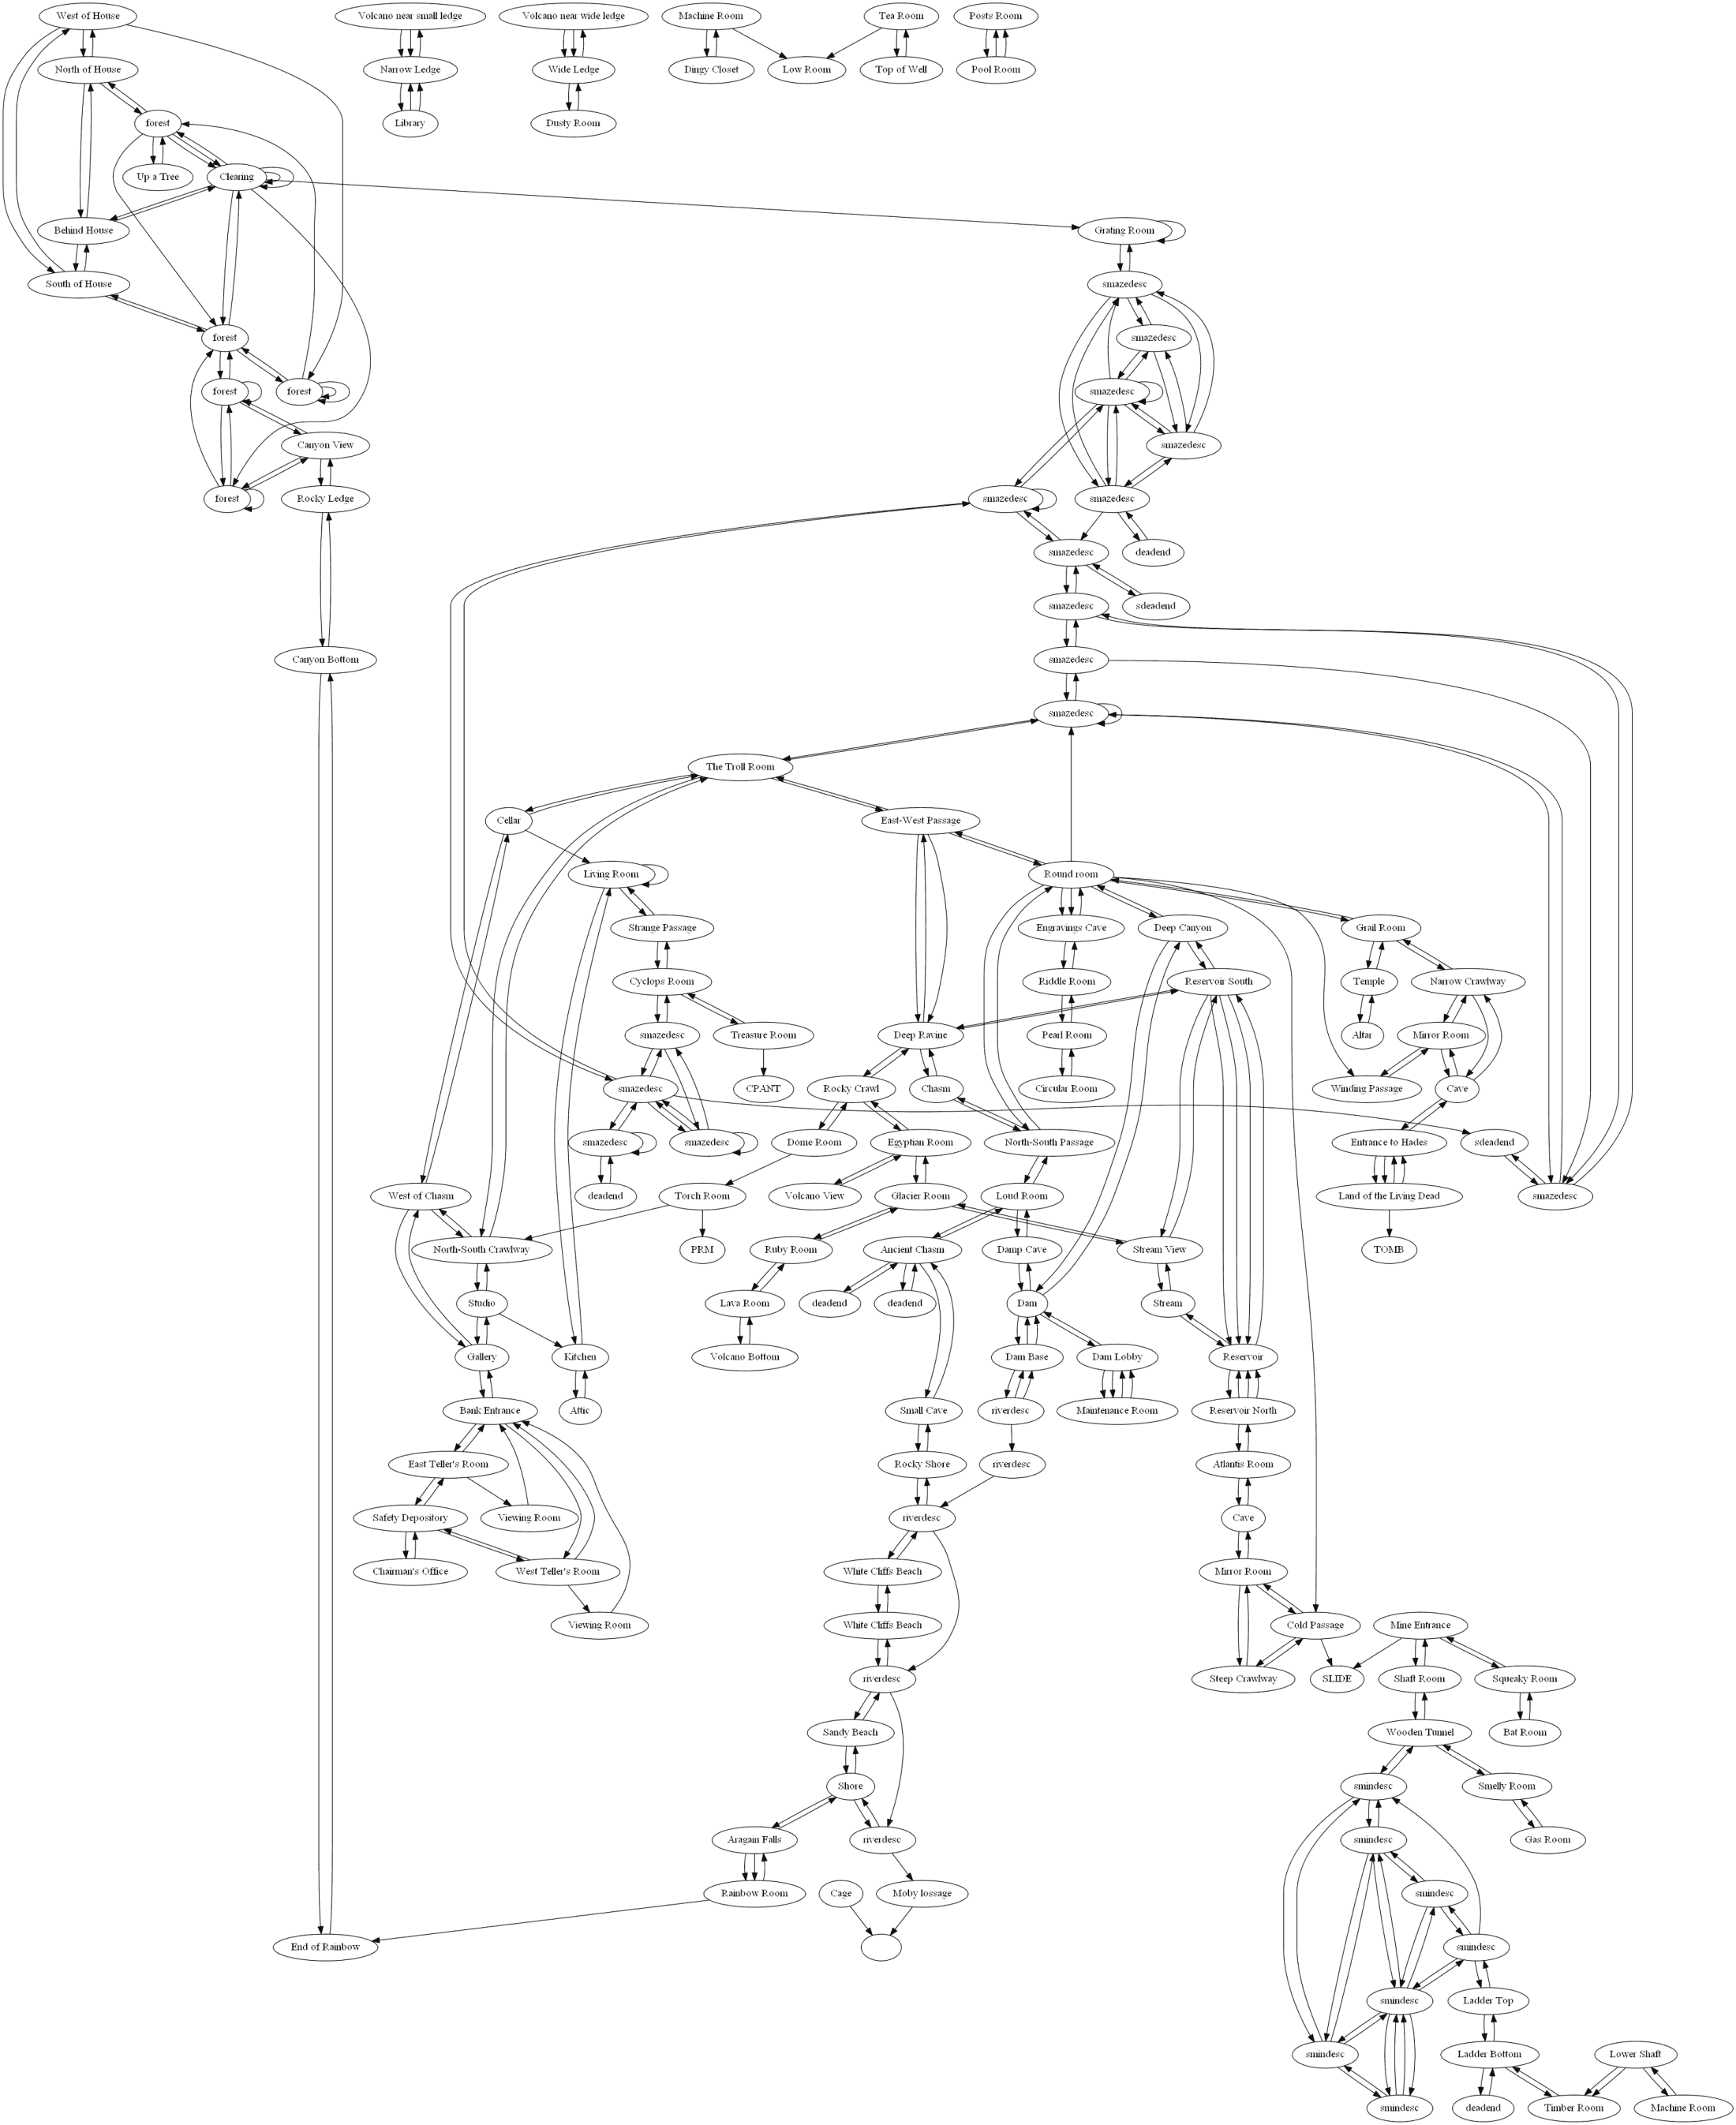 West of House
Volcano near small ledge
Volcano near wide ledge
Machine Room
Tea Room
Posts Room
North of House
Narrow Ledge
Wide Ledge
Dingy Closet
Low Room
Top of Well
Pool Room
forest
Library
Dusty Room
Up a Tree
Clearing
Behind House
Grating Room
South of House
smazedesc
forest
smazedesc
forest
forest
smazedesc
Canyon View
smazedesc
forest
Rocky Ledge
smazedesc
smazedesc
smazedesc
deadend
smazedesc
sdeadend
Canyon Bottom
smazedesc
smazedesc
The Troll Room
Cellar
East-West Passage
Living Room
Round room
Strange Passage
Engravings Cave
Deep Canyon
Grail Room
Cyclops Room
Riddle Room
Reservoir South
Temple
Narrow Crawlway
smazedesc
Treasure Room
Deep Ravine
Pearl Room
Altar
Mirror Room
smazedesc
CPANT
Rocky Crawl
Chasm
Circular Room
Winding Passage
Cave
smazedesc
smazedesc
Dome Room
Egyptian Room
North-South Passage
Entrance to Hades
sdeadend
West of Chasm
deadend
Torch Room
Volcano View
Glacier Room
Loud Room
Land of the Living Dead
smazedesc
North-South Crawlway
PRM
Ruby Room
Ancient Chasm
Damp Cave
Stream View
TOMB
Studio
Lava Room
deadend
deadend
Dam
Stream
Gallery
Kitchen
Volcano Bottom
Dam Base
Dam Lobby
Reservoir
Bank Entrance
Attic
Small Cave
riverdesc
Maintenance Room
Reservoir North
East Teller's Room
Rocky Shore
riverdesc
Atlantis Room
Safety Depository
Viewing Room
riverdesc
Cave
Chairman's Office
West Teller's Room
White Cliffs Beach
Mirror Room
Viewing Room
White Cliffs Beach
Cold Passage
Mine Entrance
riverdesc
Steep Crawlway
SLIDE
Shaft Room
Squeaky Room
Sandy Beach
Wooden Tunnel
Bat Room
Shore
smindesc
Smelly Room
Aragain Falls
riverdesc
smindesc
Gas Room
Rainbow Room
Cage
Moby lossage
smindesc
End of Rainbow
smindesc
smindesc
Ladder Top
smindesc
Ladder Bottom
Lower Shaft
smindesc
deadend
Timber Room
Machine Room